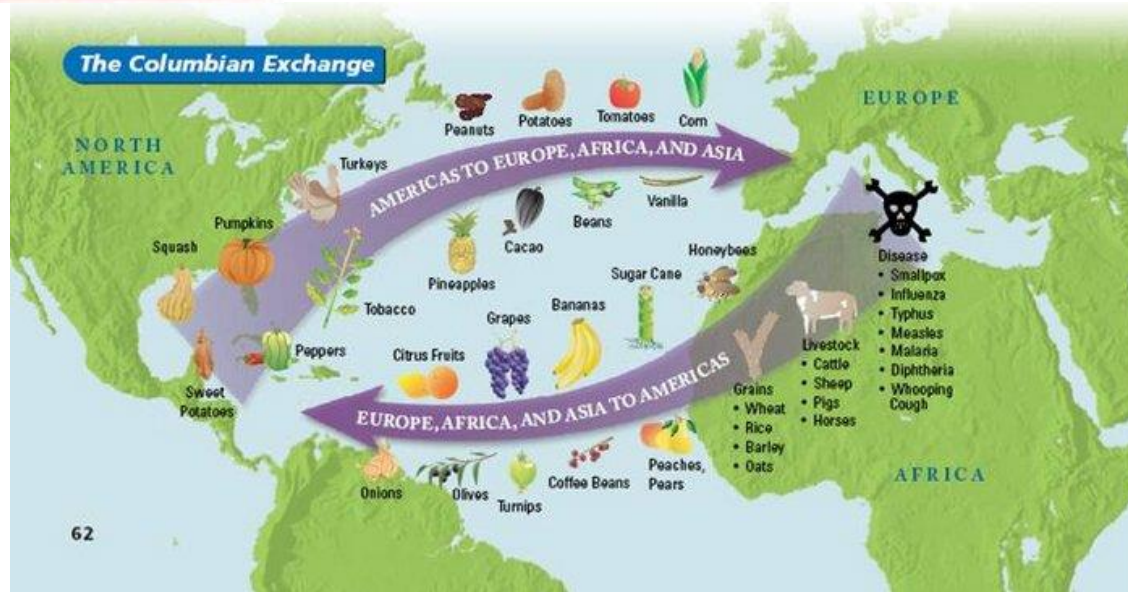 The Columbian Exchange
NORTH
AMERICA
EUROPE
AFRICA
AMERICAS TO EUROPE, AFRICA, AND ASIA
Peanuts
Potatoes
Tomatoes
Corn
Turkeys
Pumpkins
Squash
Sweet
Potatoes
Peppers
Tobacco
Pineapples
Cacao
Beans
Vanilla
EUROPE, AFRICA, AND ASIA TO AMERICAS
Citrus Fruits
Grapes
Bananas
Sugar Cane
Honeybees
Onions
Olives
Turnips
Coffee Beans
Peaches,
Pears
Grains
• Wheat
• Rice
• Barley
• Oats
Livestock
• Cattle
• Sheep
• Pigs
• Horses
Disease
• Smallpox
• Influenza
• Typhus
• Measles
• Malaria
• Diphtheria
• Whooping
Cough
62